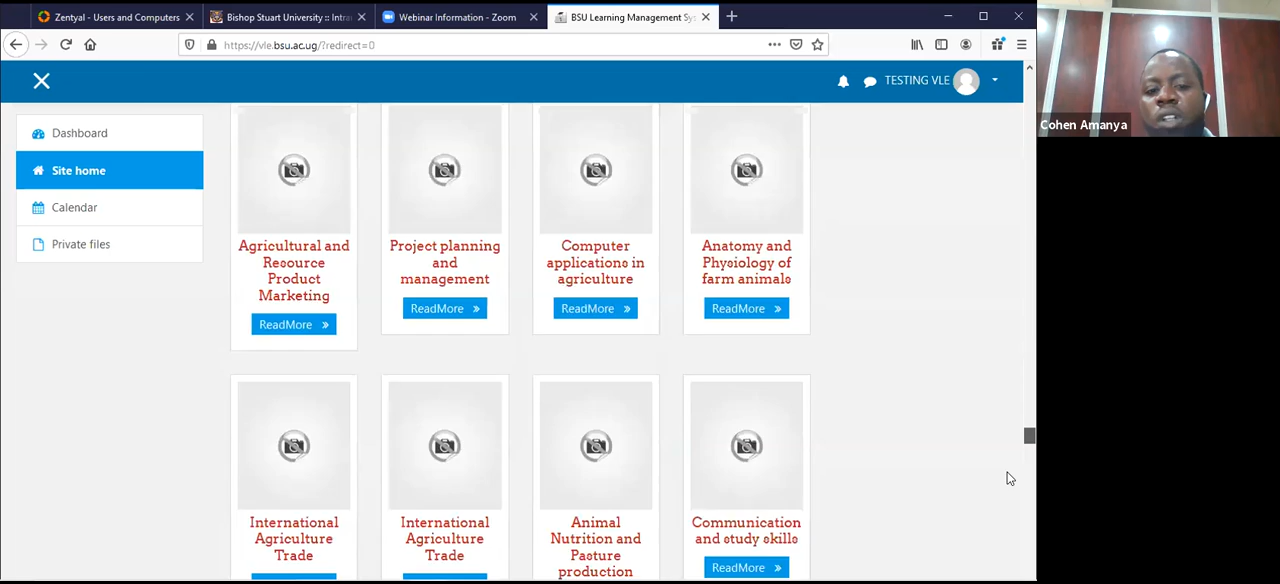 Zentyal - Users and Computers
Bishop Stuart University :: Intra
Webinar Information - Zoom
BSU Learning Management Sy
https://vle.bsu.ac.ug/?redirect=0
TESTING VLE
Cohen Amanya
Dashboard
Site home
Calendar
Private files
Agricultural and
Resource
Product
Marketing
ReadMore »
Project planning
and
management
ReadMore »
Computer
applications in
agriculture
ReadMore »
Anatomy and
Physiology of
farm animals
ReadMore »
International
Agriculture
Trade
International
Agriculture
Trade
Animal
Nutrition and
Pasture
production
Communication
and study skills
ReadMore »